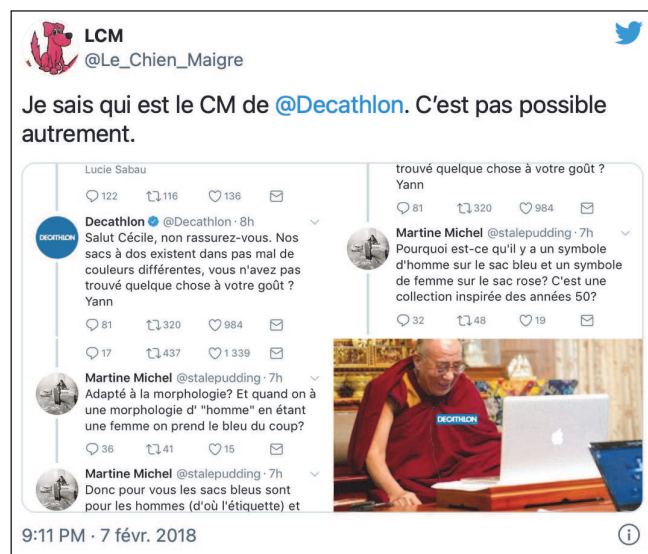 LCM
@Le_Chien_Maigre
Je sais qui est le CM de @Decathlon. C'est pas possible
autrement.
Lucie Sabau
122 116 136
DECATHLON
Decathlon @Decathlon · 8h
Salut Cécile, non rassurez-vous. Nos
sacs à dos existent dans pas mal de
couleurs différentes, vous n'avez pas
trouvé quelque chose à votre goût ?
Yann
81 320 984
17 437 1 339
Martine Michel @stalepudding · 7h
Adapté à la morphologie? Et quand on à
une morphologie d' "homme" en étant
une femme on prend le bleu du coup?
36 41 15
Martine Michel @stalepudding · 7h
Donc pour vous les sacs bleus sont
pour les hommes (d'où l'étiquette) et
trouvé quelque chose à votre goût ?
Yann
81 320 984
Martine Michel @stalepudding · 7h
Pourquoi est-ce qu'il y a un symbole
d'homme sur le sac bleu et un symbole
de femme sur le sac rose? C'est une
collection inspirée des années 50?
32 48 19
DECATHLON
9:11 PM · 7 févr. 2018